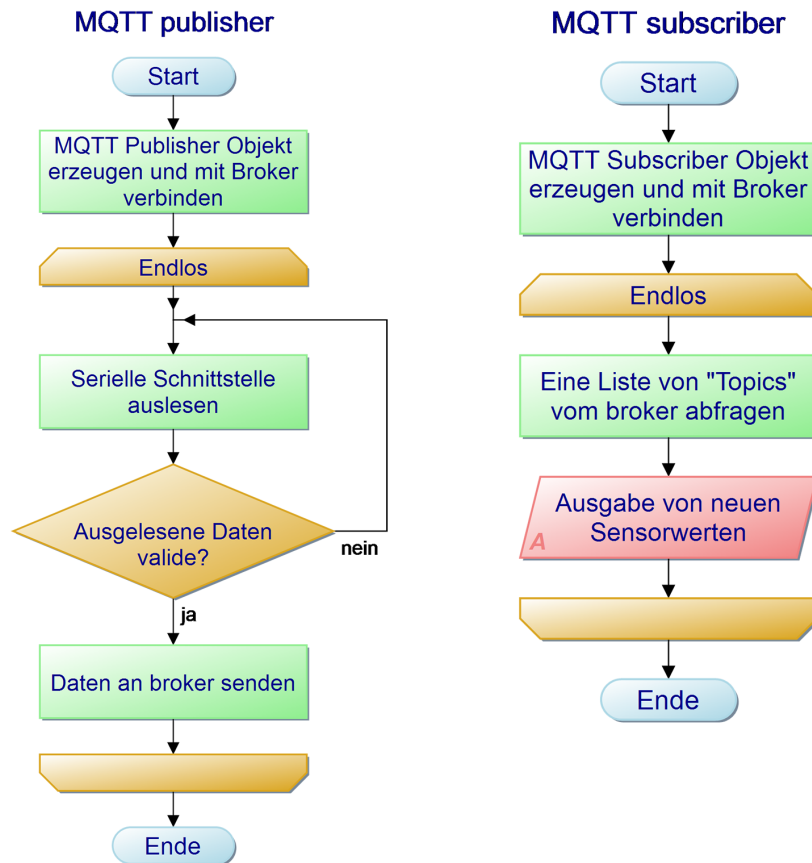 MQTT publisher
Start
MQTT Publisher Objekt
erzeugen und mit Broker
verbinden
Endlos
Serielle Schnittstelle
auslesen
Ausgelesene Daten
valide?
nein
ja
Daten an broker senden
Ende
MQTT subscriber
Start
MQTT Subscriber Objekt
erzeugen und mit Broker
verbinden
Endlos
Eine Liste von "Topics"
vom broker abfragen
Ausgabe von neuen
Sensorwerten
A
Ende